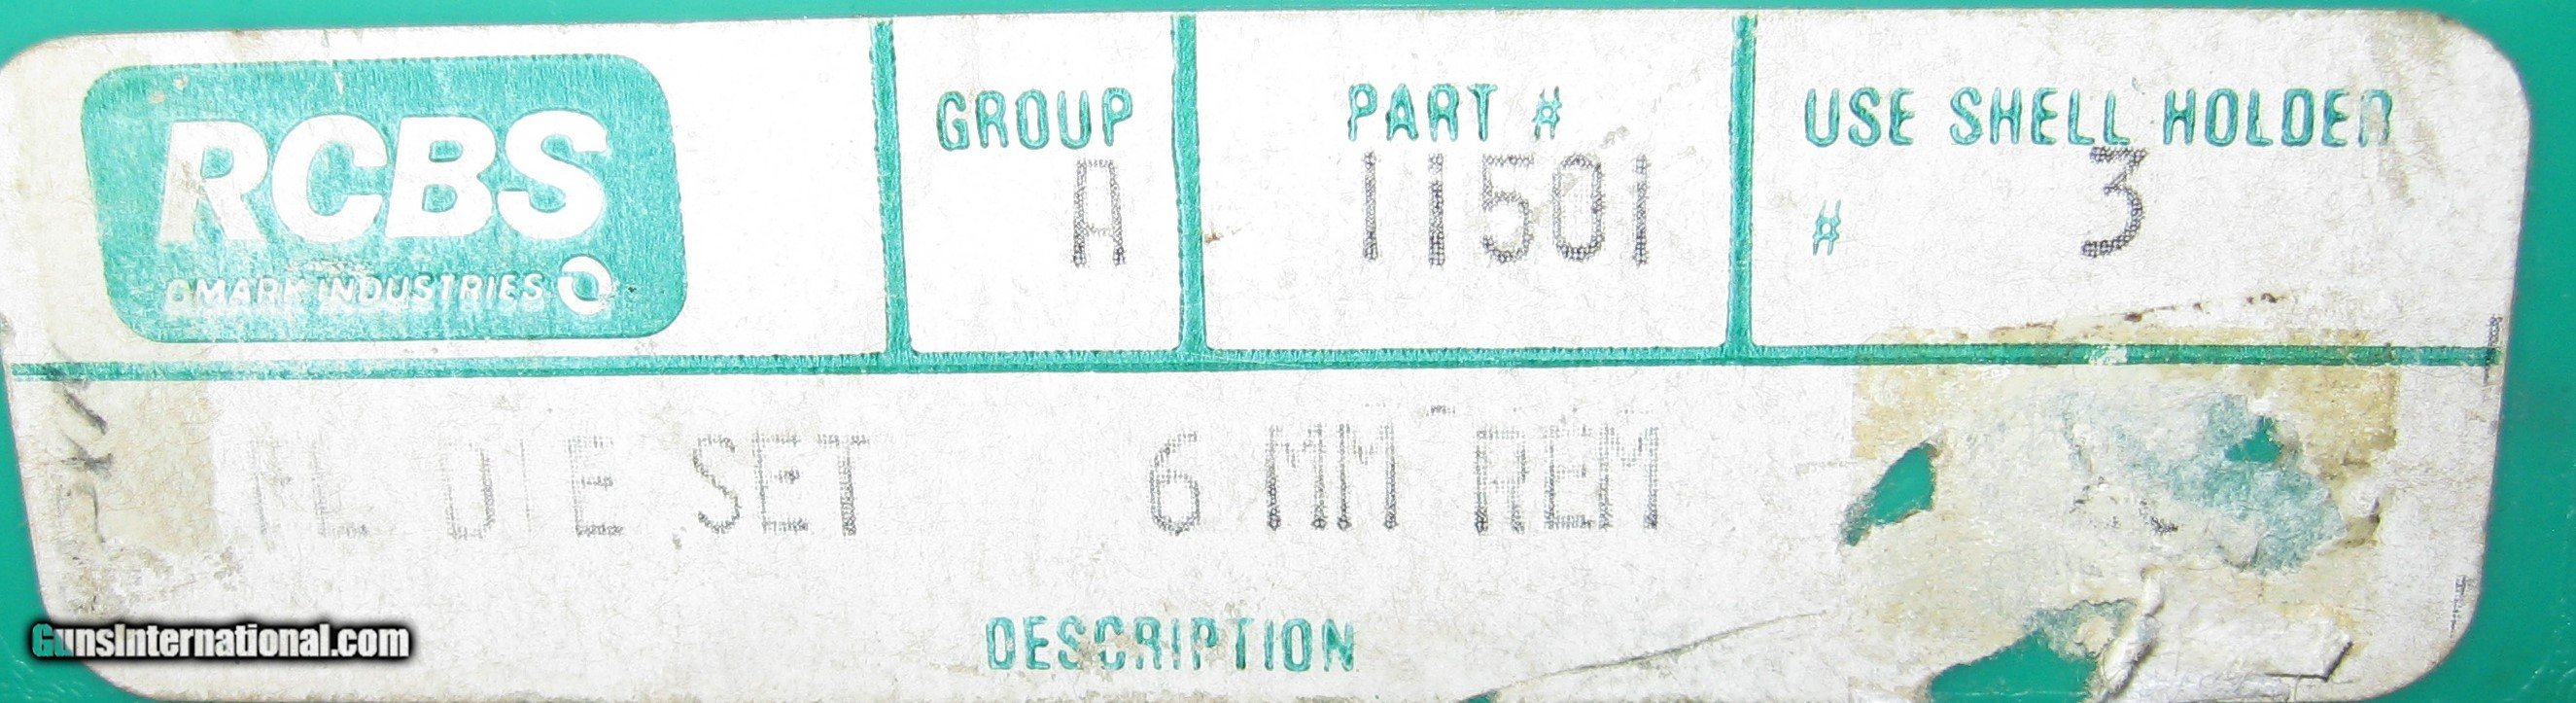 RCBS
OMARK INDUSTRIES
GROUP
A
PART #
11501
USE SHELL HOLDER
# 3
FL DIE SET 6 MM REM
DESCRIPTION
GunsInternational.com